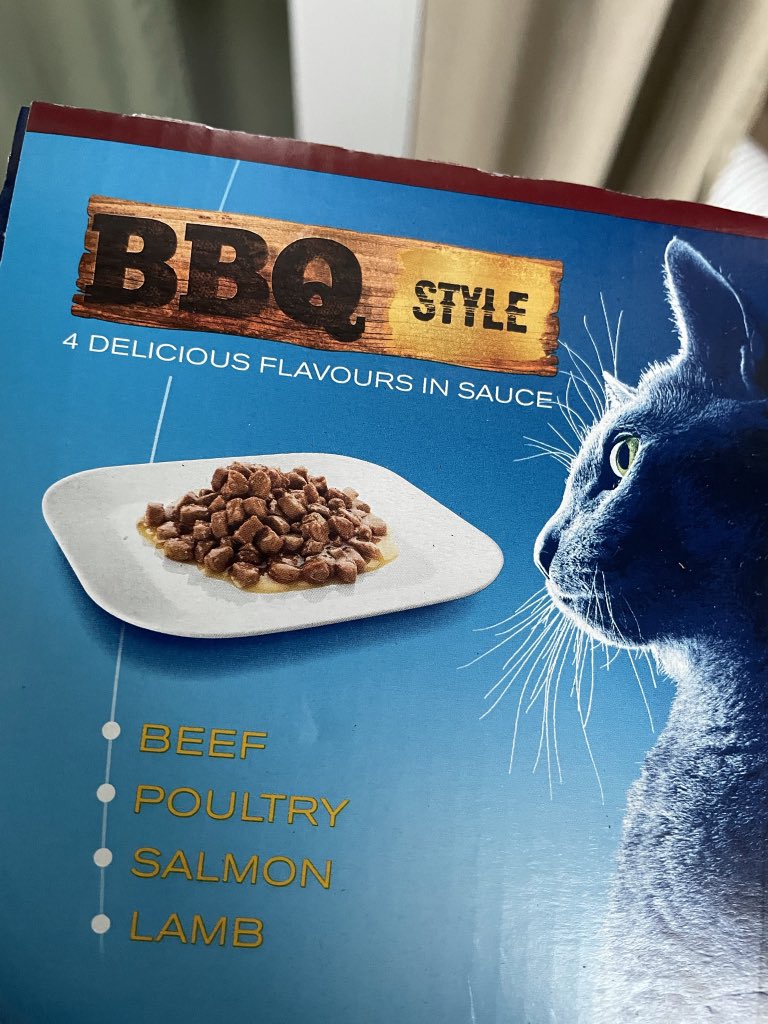 BBQ STYLE
4 DELICIOUS FLAVOURS IN SAUCE
BEEF
POULTRY
SALMON
LAMB